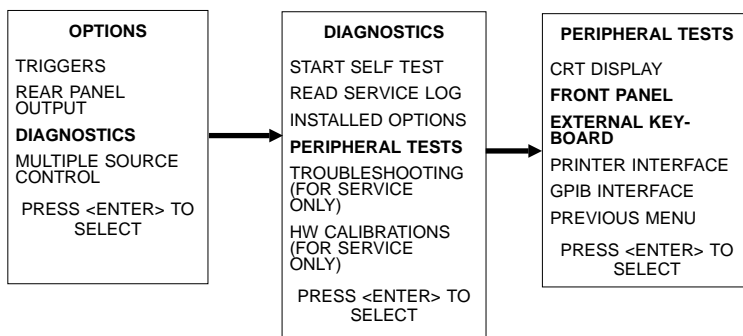 OPTIONS
TRIGGERS
REAR PANEL
OUTPUT
DIAGNOSTICS
MULTIPLE SOURCE
CONTROL
PRESS <ENTER> TO
SELECT
DIAGNOSTICS
START SELF TEST
READ SERVICE LOG
INSTALLED OPTIONS
PERIPHERAL TESTS
TROUBLESHOOTING
(FOR SERVICE
ONLY)
HW CALIBRATIONS
(FOR SERVICE
ONLY)
PRESS <ENTER> TO
SELECT
PERIPHERAL TESTS
CRT DISPLAY
FRONT PANEL
EXTERNAL KEY-
BOARD
PRINTER INTERFACE
GPIB INTERFACE
PREVIOUS MENU
PRESS <ENTER> TO
SELECT